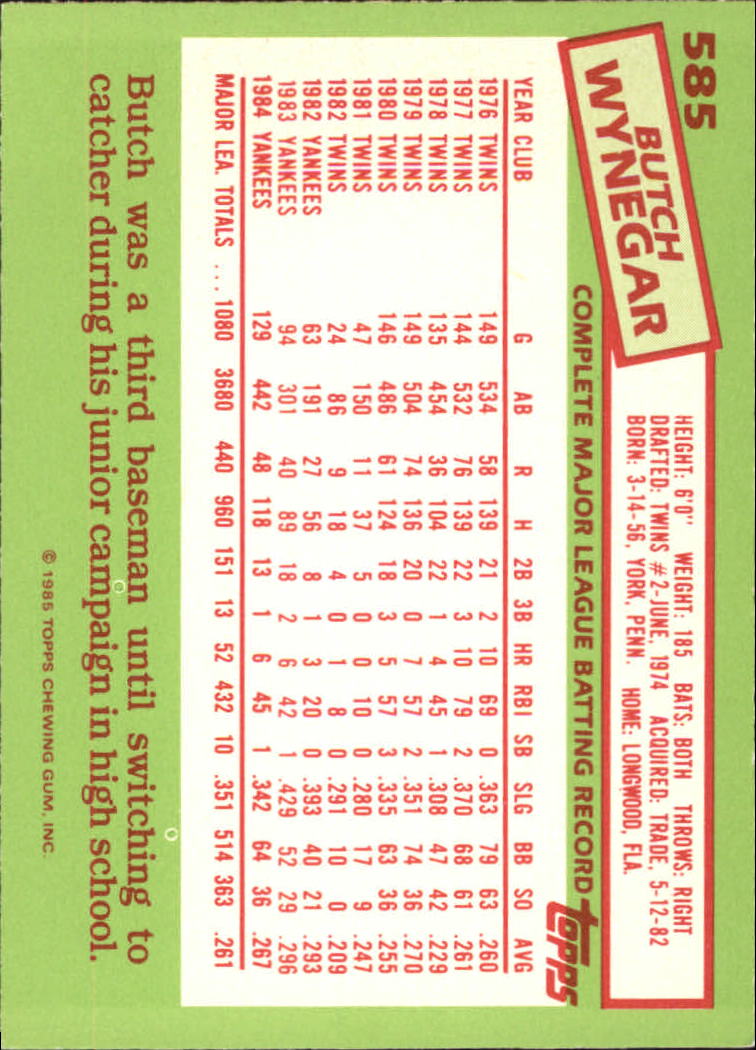 585
BUTCH
WYNEGAR
HEIGHT: 6'0" WEIGHT: 185 BATS: BOTH THROWS: RIGHT
DRAFTED: TWINS #2-JUNE, 1974 ACQUIRED: TRADE, 5-12-82
BORN: 3-14-56, YORK, PENN. HOME: LONGWOOD, FLA.
COMPLETE MAJOR LEAGUE BATTING RECORD topps
YEAR CLUB G AB R H 2B 3B HR RBI SB SLG BB SO AVG
1976 TWINS 149 534 58 139 21 2 10 69 0 .363 79 63 .260
1977 TWINS 144 532 76 139 22 3 10 79 2 .370 68 61 .261
1978 TWINS 135 454 36 104 22 1 4 45 1 .308 47 42 .229
1979 TWINS 149 504 74 136 20 0 7 57 2 .351 74 36 .270
1980 TWINS 146 486 61 124 18 3 5 57 3 .335 63 36 .255
1981 TWINS 47 150 11 37 5 0 0 10 0 .280 17 9 .247
1982 TWINS 24 86 9 18 4 0 1 8 0 .291 10 0 .209
1982 YANKEES 63 191 27 56 8 1 3 20 0 .393 40 21 .293
1983 YANKEES 94 301 40 89 18 2 6 42 1 .429 52 29 .296
1984 YANKEES 129 442 48 118 13 1 6 45 1 .342 64 36 .267
MAJOR LEA. TOTALS ... 1080 3680 440 960 151 13 52 432 10 .351 514 363 .261
Butch was a third baseman until switching to
catcher during his junior campaign in high school.
© 1985 TOPPS CHEWING GUM, INC.